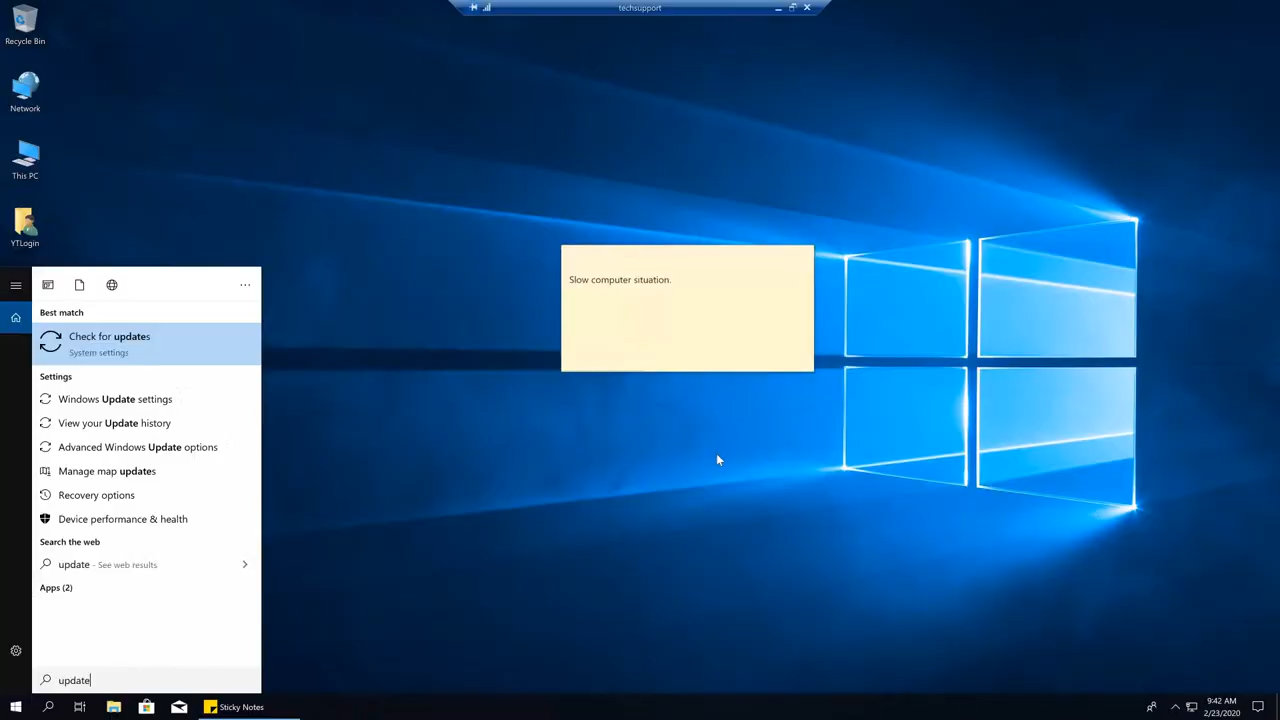 techsupport
Recycle Bin
Network
This PC
YTLogin
Slow computer situation.
Best match
Check for updates
System settings
Settings
Windows Update settings
View your Update history
Advanced Windows Update options
Manage map updates
Recovery options
Device performance & health
Search the web
update - See web results
Apps (2)
update
Sticky Notes
9:42 AM
2/23/2020